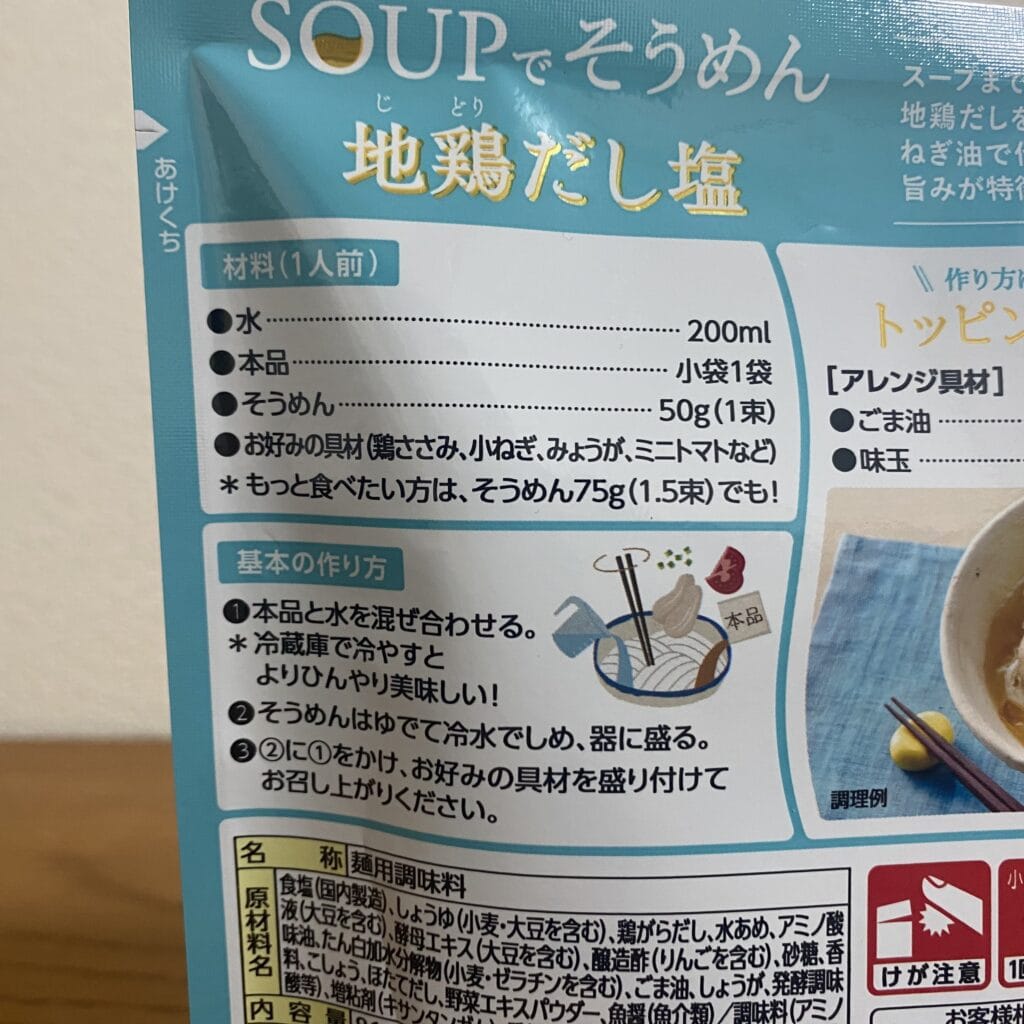 SOUPでそうめん
じ どり
地鶏だし塩
あけくち
スープまで
地鶏だしを
ねぎ油で
旨みが特徴
材料(1人前)
●水 200ml
●本品 小袋1袋
●そうめん 50g(1束)
●お好みの具材(鶏ささみ、小ねぎ、みょうが、ミニトマトなど)
*もっと食べたい方は、そうめん75g(1.5束)でも!
基本の作り方
❶本品と水を混ぜ合わせる。
*冷蔵庫で冷やすと
よりひんやり美味しい!
❷そうめんはゆでて冷水でしめ、器に盛る。
❸②に①をかけ、お好みの具材を盛り付けて
お召し上がりください。
本品
作り方は
トッピン
[アレンジ具材]
●ごま油
●味玉
調理例
名称 麺用調味料
原材料名 食塩(国内製造)、しょうゆ(小麦・大豆を含む)、鶏がらだし、水あめ、アミノ酸
液(大豆を含む)、酵母エキス(大豆を含む)、醸造酢(りんごを含む)、砂糖、香
味油、たん白加水分解物(小麦・ゼラチンを含む)、ごま油、しょうが、発酵調味
料、こしょう、ほたてだし、野菜エキスパウダー、魚醤(魚介類)/調味料(アミノ
酸等)、増粘剤(キサンタンガム)
内容量
けが注意
小
1回
お客様相